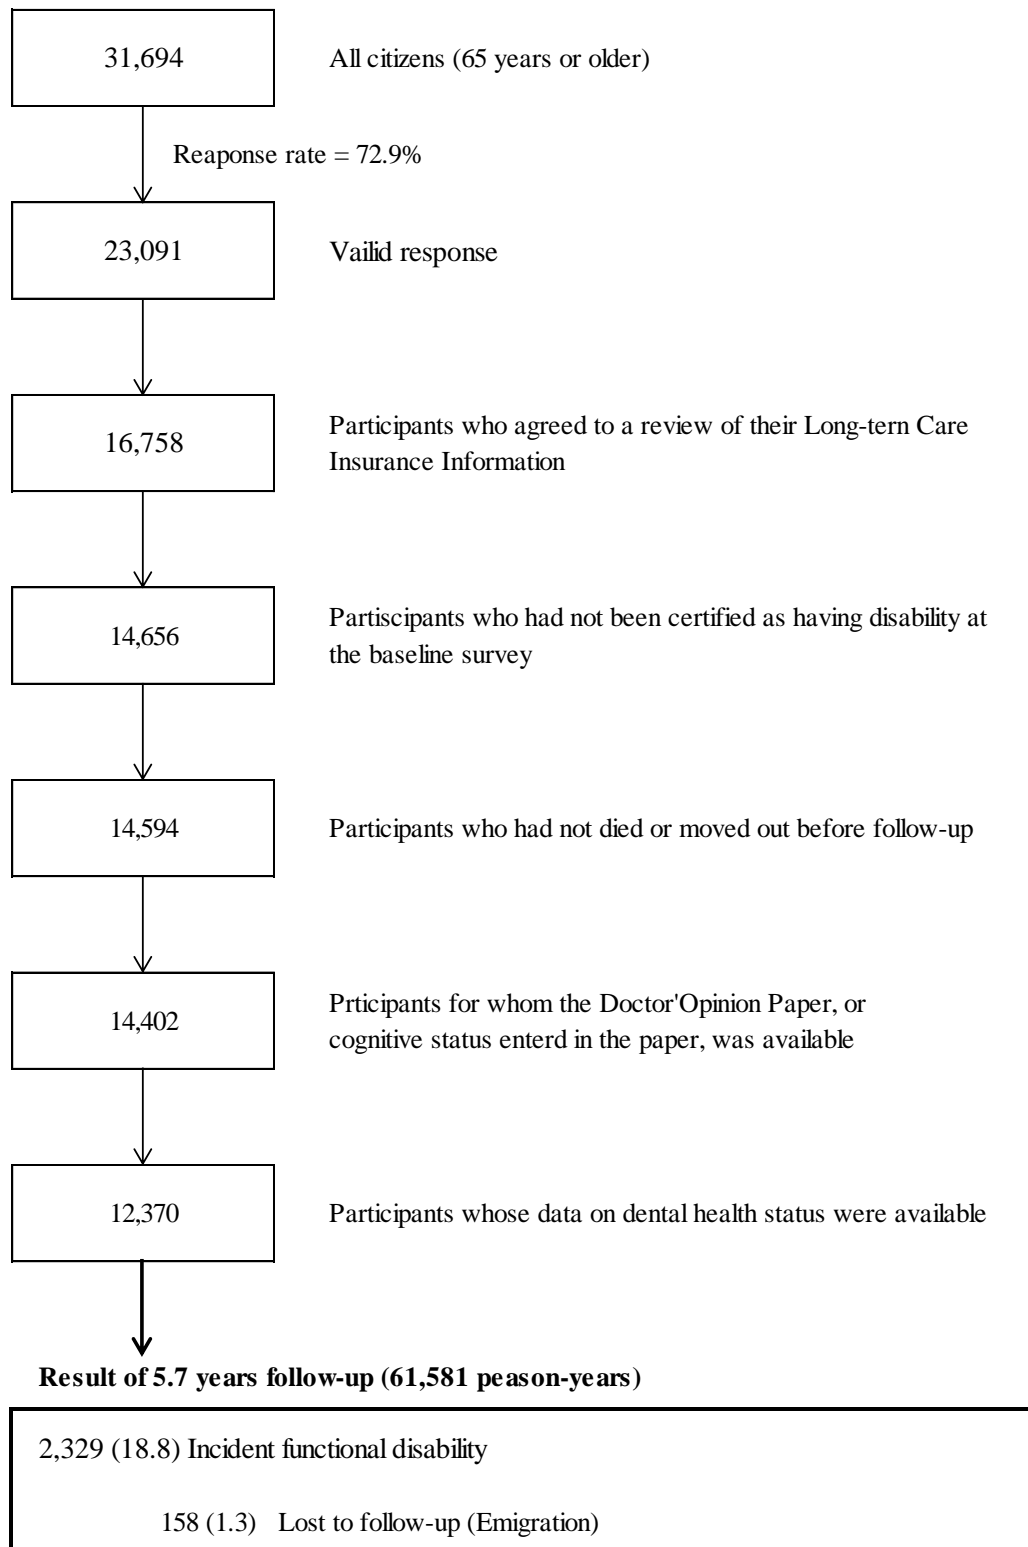 31,694
All citizens (65 years or older)
Reaponse rate = 72.9%
23,091
Vailid response
16,758
Participants who agreed to a review of their Long-tern Care
Insurance Information
14,656
Partiscipants who had not been certified as having disability at
the baseline survey
14,594
Participants who had not died or moved out before follow-up
14,402
Prticipants for whom the Doctor'Opinion Paper, or
cognitive status enterd in the paper, was available
12,370
Participants whose data on dental health status were available
Result of 5.7 years follow-up (61,581 peason-years)
2,329 (18.8) Incident functional disability
158 (1.3) Lost to follow-up (Emigration)